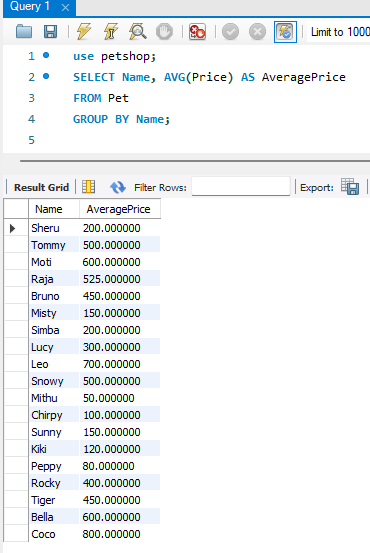 Query 1
Limit to 1000
1 use petshop;
2 SELECT Name, AVG(Price) AS AveragePrice
3 FROM Pet
4 GROUP BY Name;
5
Result Grid Filter Rows: Export:
Name AveragePrice
Sheru 200.000000
Tommy 500.000000
Moti 600.000000
Raja 525.000000
Bruno 450.000000
Misty 150.000000
Simba 200.000000
Lucy 300.000000
Leo 700.000000
Snowy 500.000000
Mithu 50.000000
Chirpy 100.000000
Sunny 150.000000
Kiki 120.000000
Peppy 80.000000
Rocky 400.000000
Tiger 450.000000
Bella 600.000000
Coco 800.000000